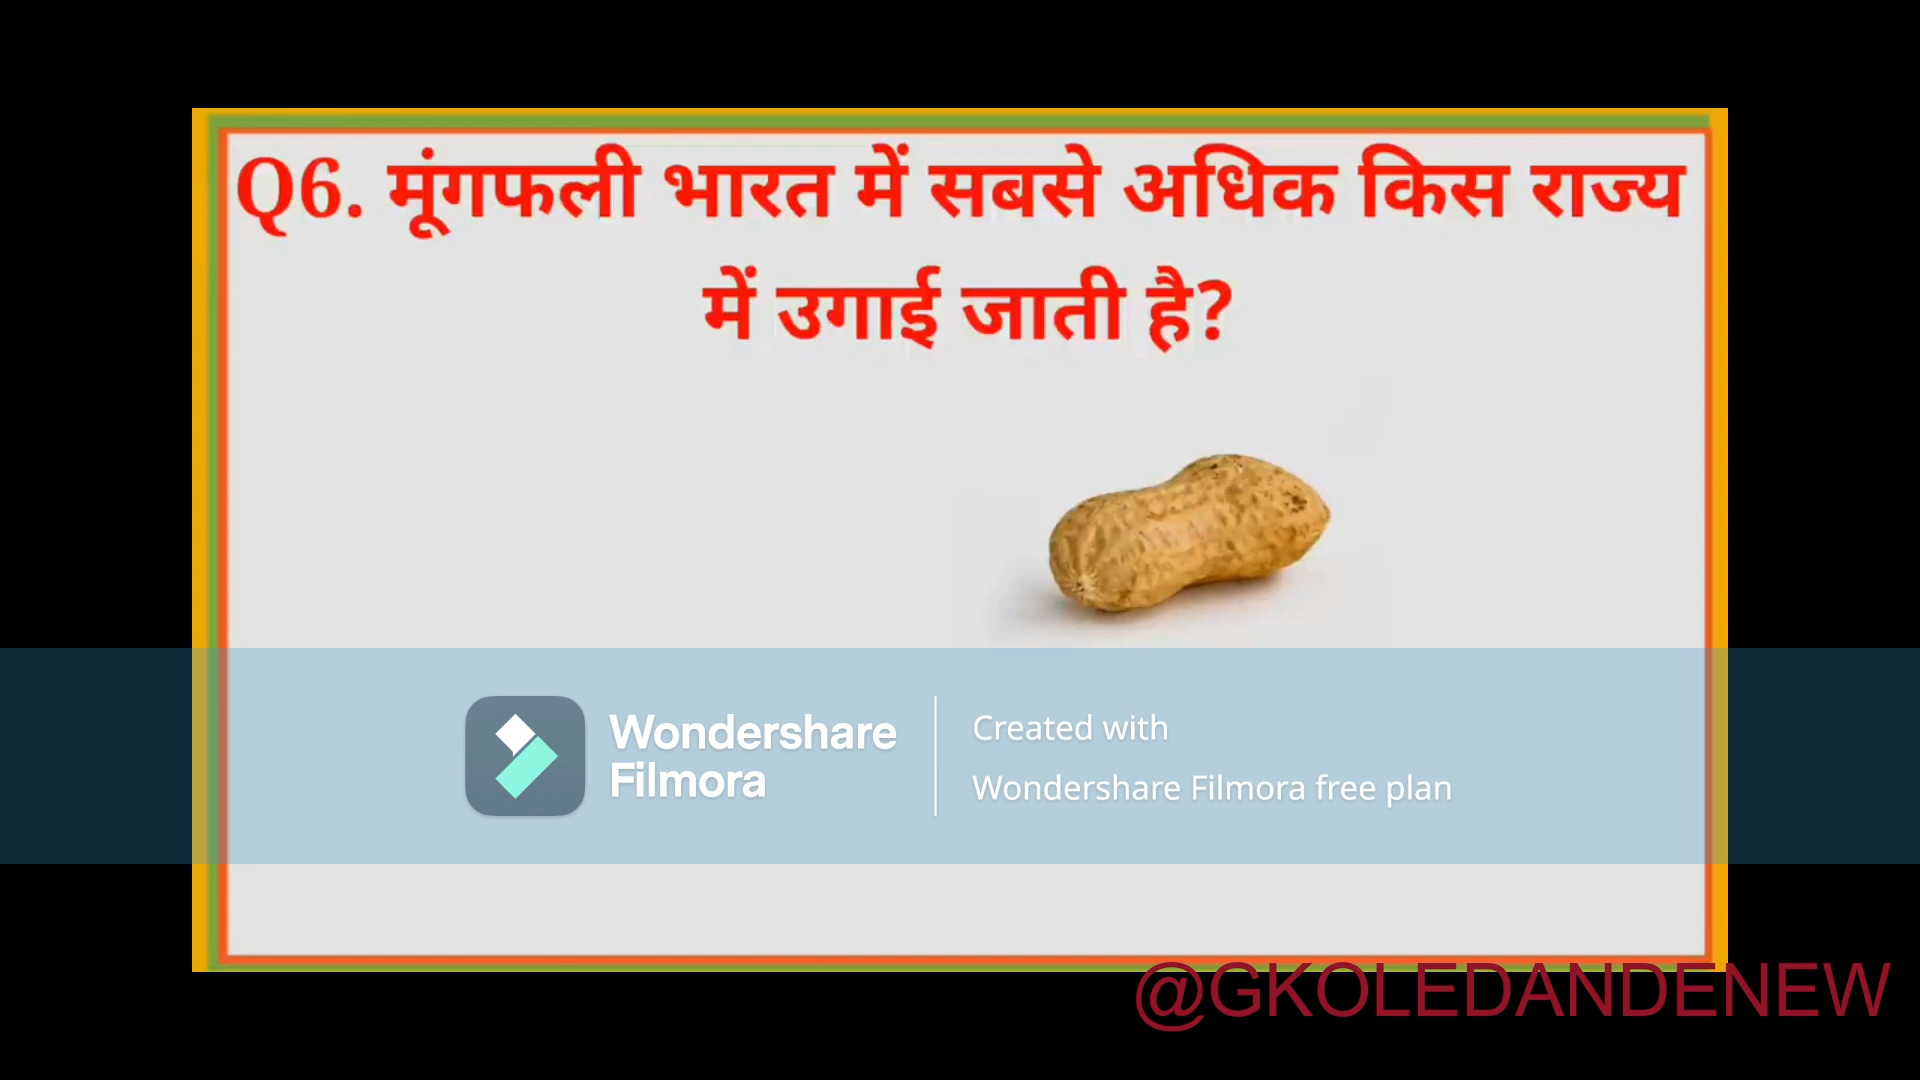 Q6. मूंगफली भारत में सबसे अधिक किस राज्य
में उगाई जाती है?
Wondershare
Filmora
Created with
Wondershare Filmora free plan
@GKOLEDANDENEW